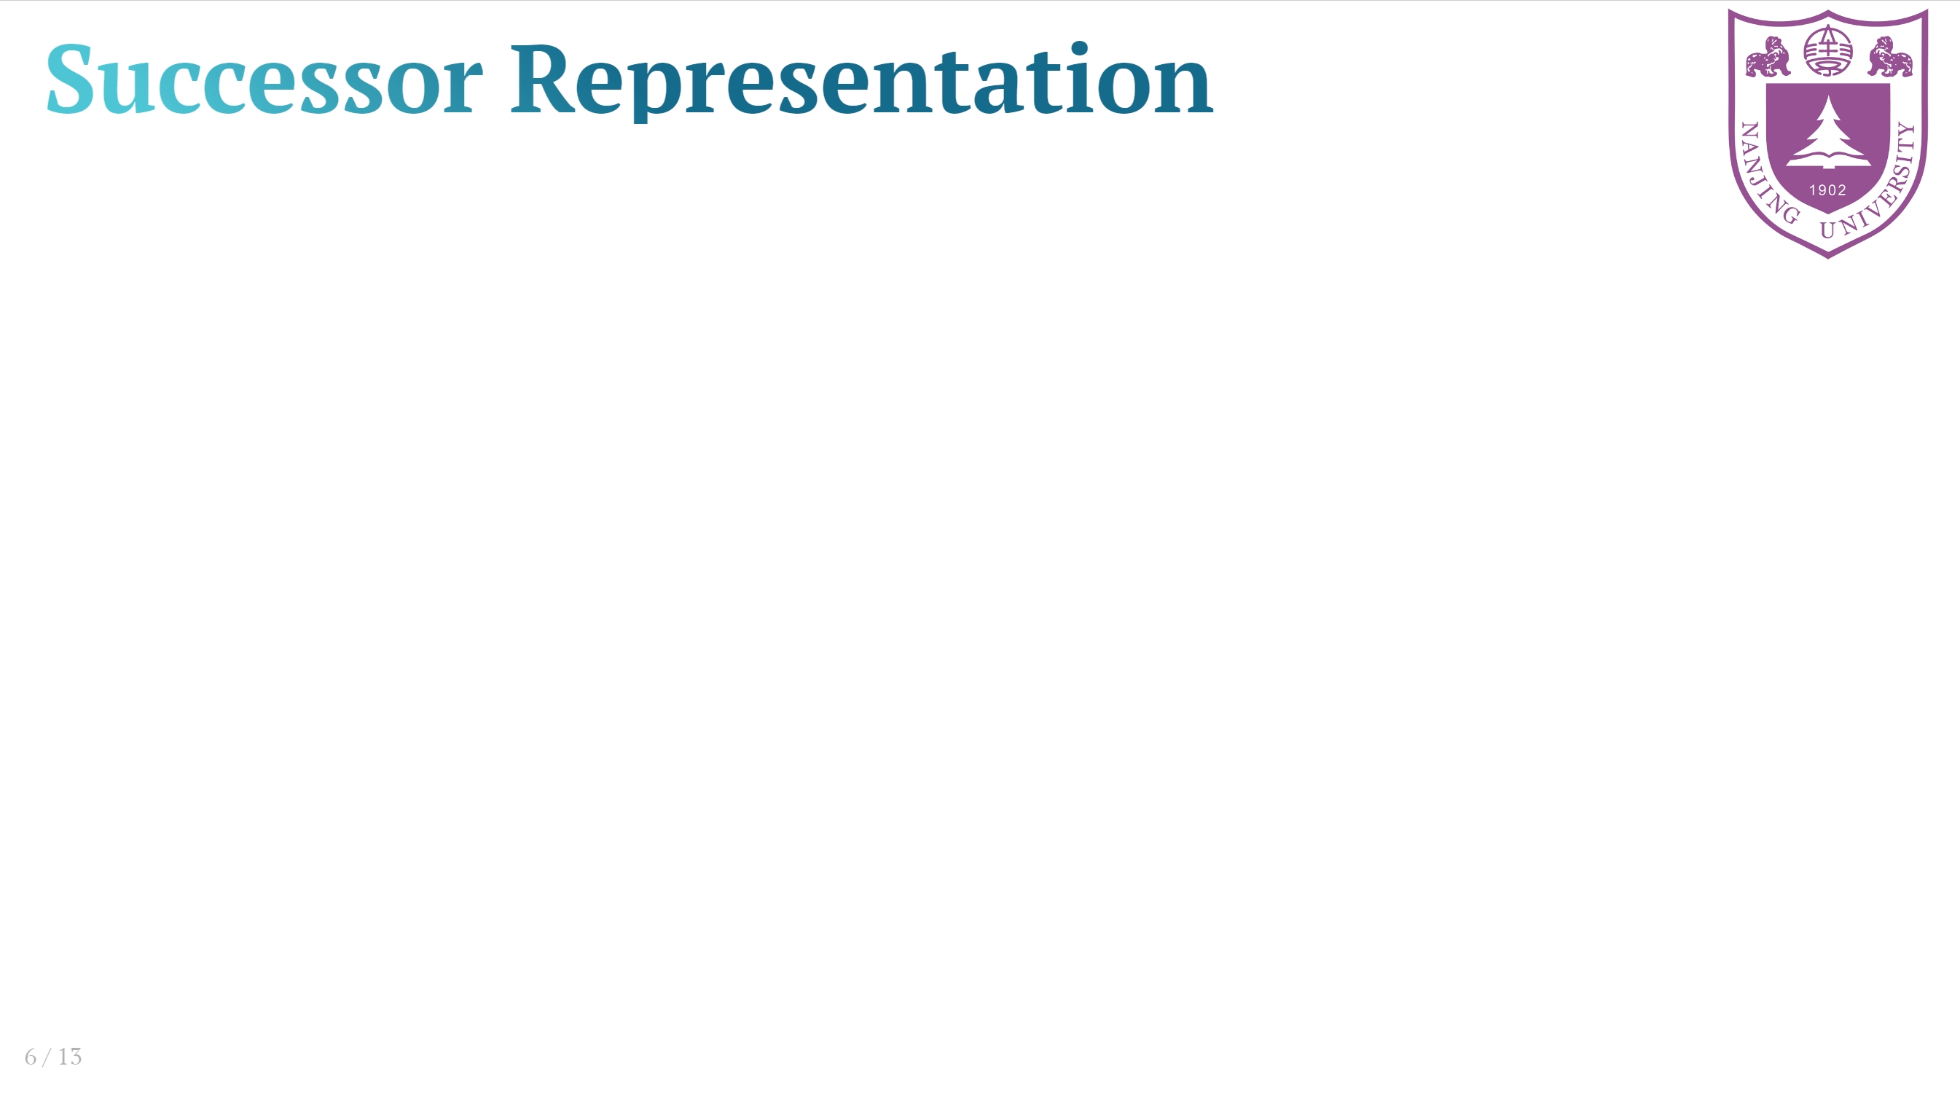 Successor Representation
1902
NANJING UNIVERSITY
6 / 13